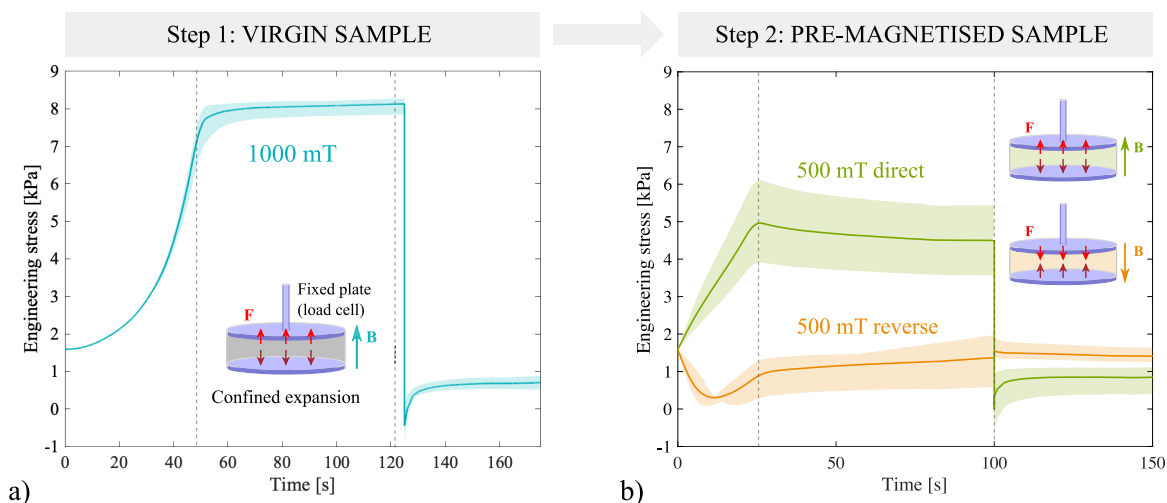 Step 1: VIRGIN SAMPLE
Step 2: PRE-MAGNETISED SAMPLE
Engineering stress [kPa]
9
8
7
6
5
4
3
2
1
0
-1
1000 mT
F
Fixed plate
(load cell)
B
Confined expansion
0
20
40
60
80
100
120
140
160
Time [s]
a)
Engineering stress [kPa]
9
8
7
6
5
4
3
2
1
0
-1
500 mT direct
F
B
F
B
500 mT reverse
0
50
100
150
Time [s]
b)